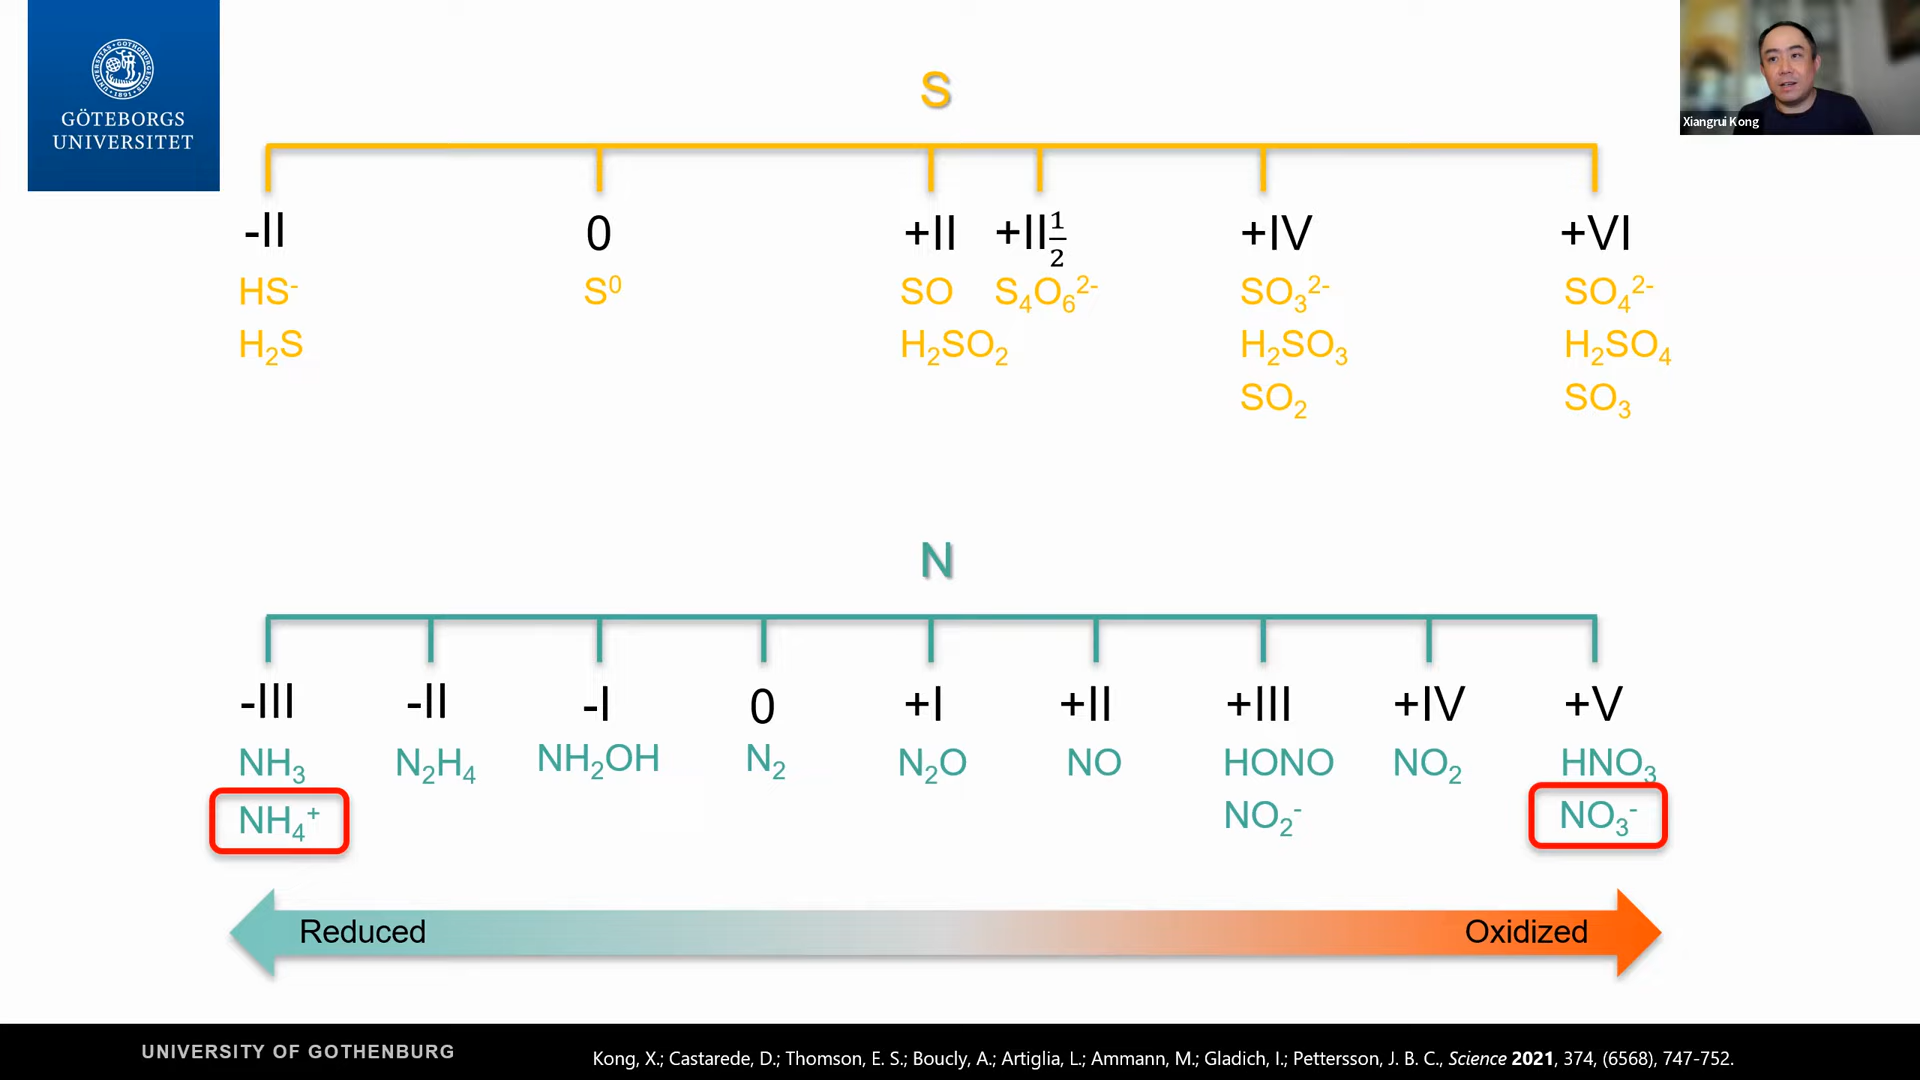 GÖTEBORGS
UNIVERSITET
Xiangrui Kong
S
-II 0 +II +II½ +IV +VI
HS⁻ S⁰ SO S₄O₆²⁻ SO₃²⁻ SO₄²⁻
H₂S H₂SO₂ H₂SO₃ H₂SO₄
SO₂ SO₃
N
-III -II -I 0 +I +II +III +IV +V
NH₃ N₂H₄ NH₂OH N₂ N₂O NO HONO NO₂ HNO₃
NH₄⁺ NO₂⁻ NO₃⁻
Reduced Oxidized
UNIVERSITY OF GOTHENBURG
Kong, X.; Castarede, D.; Thomson, E. S.; Boucly, A.; Artiglia, L.; Ammann, M.; Gladich, I.; Pettersson, J. B. C., Science 2021, 374, (6568), 747-752.